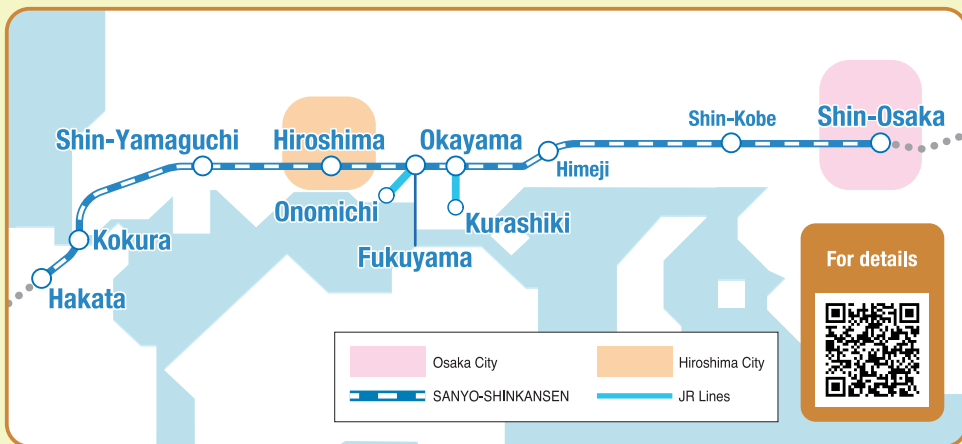 Shin-Kobe
Shin-Osaka
Shin-Yamaguchi
Hiroshima
Okayama
Himeji
Onomichi
Kurashiki
Kokura
Fukuyama
For details
Hakata
Osaka City
Hiroshima City
SANYO-SHINKANSEN
JR Lines